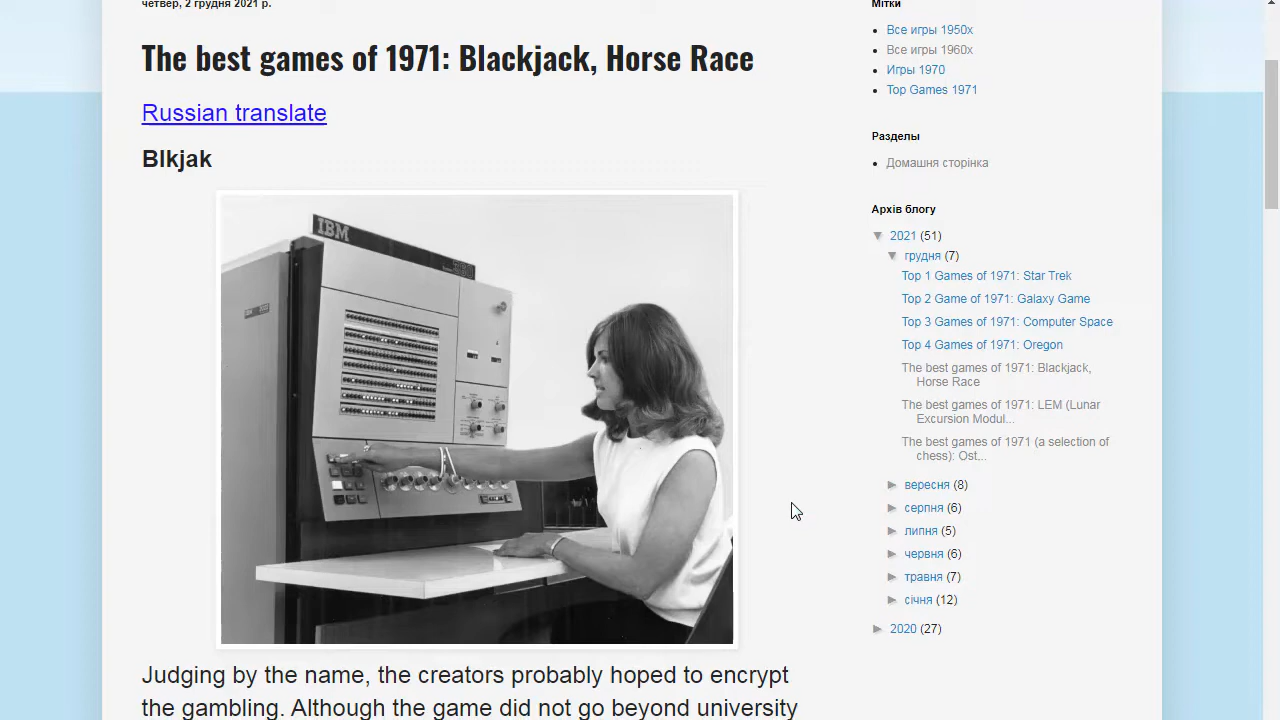 четвер, 2 грудня 2021 р.
The best games of 1971: Blackjack, Horse Race
Russian translate
Blkjak
IBM
Judging by the name, the creators probably hoped to encrypt
the gambling. Although the game did not go beyond university
Мітки
Все игры 1950х
Все игры 1960х
Игры 1970
Top Games 1971
Разделы
Домашня сторінка
Архів блогу
▼ 2021 (51)
▼ грудня (7)
Top 1 Games of 1971: Star Trek
Top 2 Game of 1971: Galaxy Game
Top 3 Games of 1971: Computer Space
Top 4 Games of 1971: Oregon
The best games of 1971: Blackjack,
Horse Race
The best games of 1971: LEM (Lunar
Excursion Modul...
The best games of 1971 (a selection of
chess): Ost...
► вересня (8)
► серпня (6)
► липня (5)
► червня (6)
► травня (7)
► січня (12)
► 2020 (27)